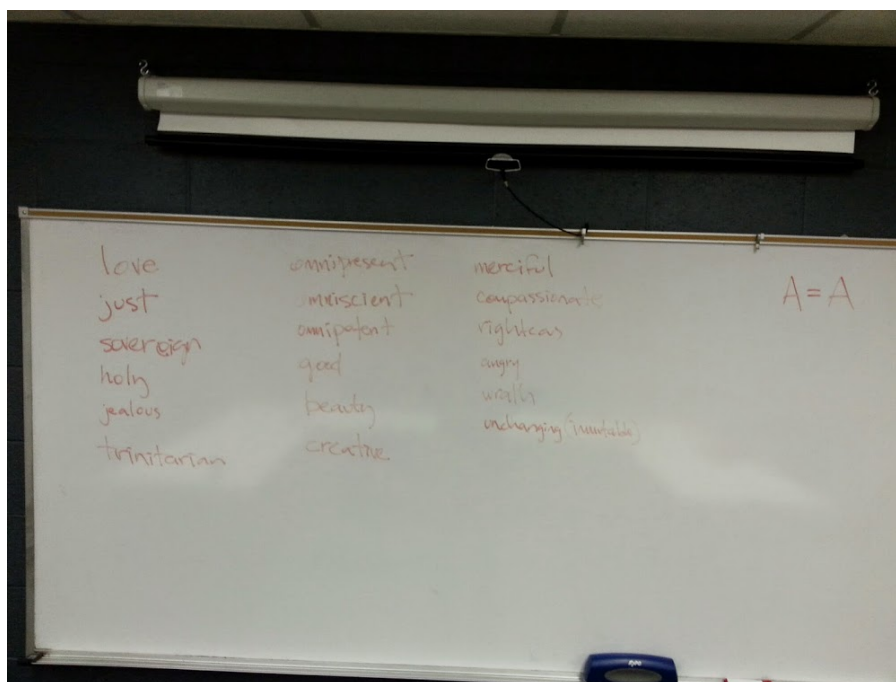 love
just
sovereign
holy
jealous
trinitarian
omnipresent
omniscient
omnipotent
good
beauty
creative
merciful
compassionate
righteous
angry
wrath
unchanging (immutable)
A = A
expo